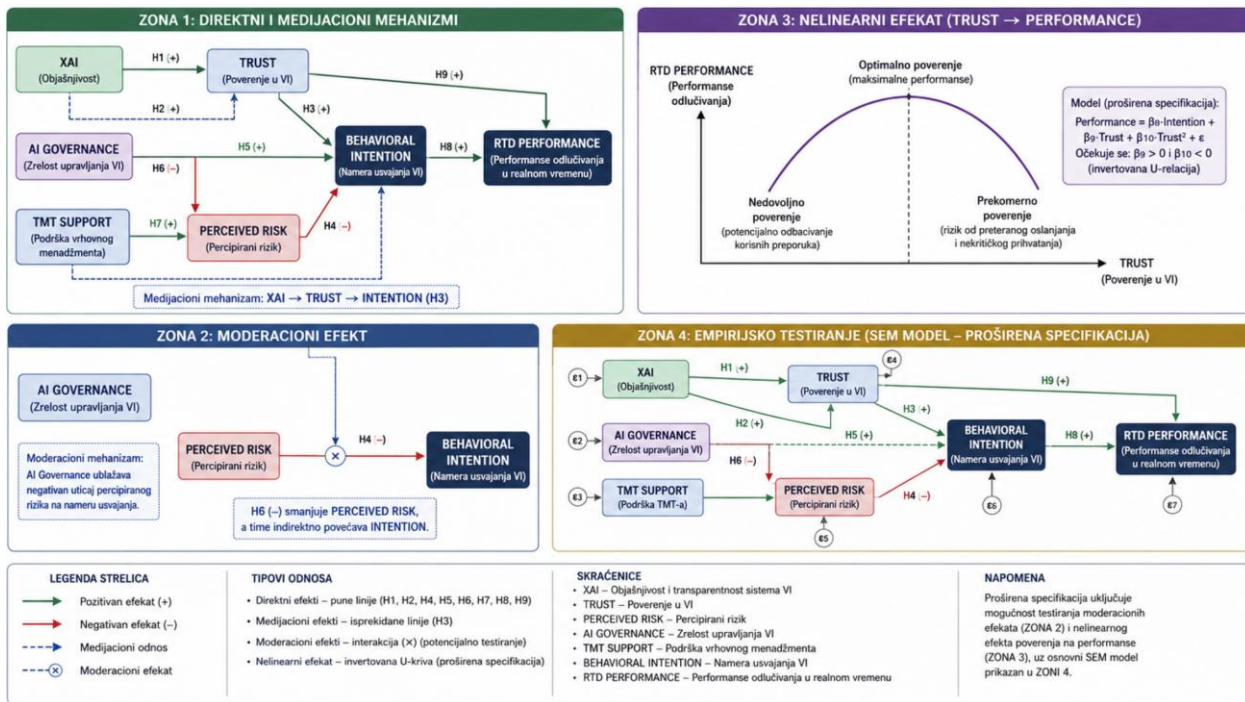 ZONA 1: DIREKTNI I MEDIJACIONI MEHANIZMI
XAI
(Objašnjivost)
H1 (+)
TRUST
(Poverenje u VI)
H9 (+)
H2 (+)
H3 (+)
AI GOVERNANCE
(Zrelost upravljanja VI)
H5 (+)
H6 (–)
BEHAVIORAL
INTENTION
(Namera usvajanja VI)
H8 (+)
RTD PERFORMANCE
(Performanse odlučivanja
u realnom vremenu)
TMT SUPPORT
(Podrška vrhovnog
menadžmenta)
H7 (+)
PERCEIVED RISK
(Percipirani rizik)
H4 (–)
Medijacioni mehanizam: XAI → TRUST → INTENTION (H3)
ZONA 3: NELINEARNI EFEKAT (TRUST → PERFORMANCE)
RTD PERFORMANCE
(Performanse
odlučivanja)
Optimalno poverenje
(maksimalne performanse)
Model (proširena specifikacija):
Performance = β8·Intention +
β9·Trust + β10·Trust² + ε
Očekuje se: β9 > 0 i β10 < 0
(invertovana U-relacija)
Nedovoljno
poverenje
(potencijalno odbacivanje
korisnih preporuka)
Prekomerno
poverenje
(rizik od preteranog oslanjanja
i nekritičkog prihvatanja)
TRUST
(Poverenje u VI)
ZONA 2: MODERACIONI EFEKT
AI GOVERNANCE
(Zrelost upravljanja VI)
Moderacioni mehanizam:
AI Governance ublažava
negativan uticaj percipiranog
rizika na nameru usvajanja.
PERCEIVED RISK
(Percipirani rizik)
×
H4 (–)
BEHAVIORAL
INTENTION
(Namera usvajanja VI)
H6 (–) smanjuje PERCEIVED RISK,
a time indirektno povećava INTENTION.
ZONA 4: EMPIRIJSKO TESTIRANJE (SEM MODEL – PROŠIRENA SPECIFIKACIJA)
ε1
XAI
(Objašnjivost)
H1 (+)
TRUST
(Poverenje u VI)
ε4
H9 (+)
H2 (+)
H3 (+)
ε2
AI GOVERNANCE
(Zrelost upravljanja VI)
H5 (+)
H6 (–)
BEHAVIORAL
INTENTION
(Namera usvajanja VI)
H8 (+)
RTD PERFORMANCE
(Performanse odlučivanja
u realnom vremenu)
ε3
TMT SUPPORT
(Podrška TMT-a)
PERCEIVED RISK
(Percipirani rizik)
H4 (–)
ε5
ε6
ε7
LEGENDA STRELICA
Pozitivan efekat (+)
Negativan efekat (–)
Medijacioni odnos
× Moderacioni efekat
TIPOVI ODNOSA
• Direktni efekti – pune linije (H1, H2, H4, H5, H6, H7, H8, H9)
• Medijacioni efekti – isprekidane linije (H3)
• Moderacioni efekti – interakcija (×) (potencijalno testiranje)
• Nelinearni efekat – invertovana U-kriva (proširena specifikacija)
SKRAĆENICE
• XAI – Objašnjivost i transparentnost sistema VI
• TRUST – Poverenje u VI
• PERCEIVED RISK – Percipirani rizik
• AI GOVERNANCE – Zrelost upravljanja VI
• TMT SUPPORT – Podrška vrhovnog menadžmenta
• BEHAVIORAL INTENTION – Namera usvajanja VI
• RTD PERFORMANCE – Performanse odlučivanja u realnom vremenu
NAPOMENA
Proširena specifikacija uključuje
mogućnost testiranja moderacionih
efekata (ZONA 2) i nelinearnog
efekta poverenja na performanse
(ZONA 3), uz osnovni SEM model
prikazan u ZONI 4.